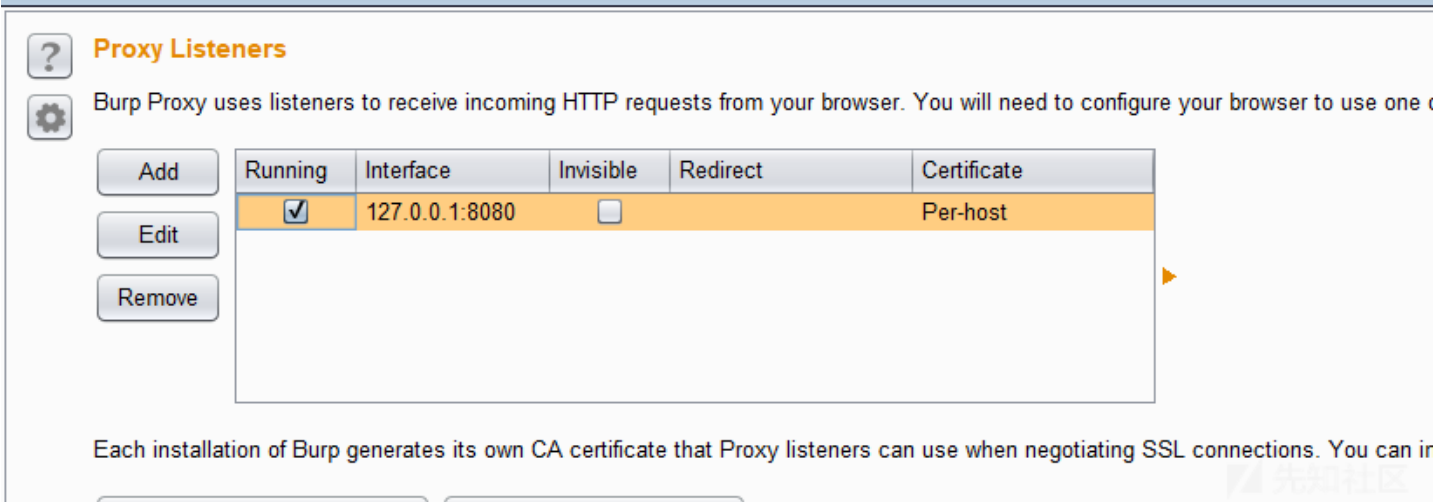 ?
Proxy Listeners
Burp Proxy uses listeners to receive incoming HTTP requests from your browser. You will need to configure your browser to use one
Add
Running Interface Invisible Redirect Certificate
127.0.0.1:8080 Per-host
Edit
Remove
Each installation of Burp generates its own CA certificate that Proxy listeners can use when negotiating SSL connections. You can
先知社区